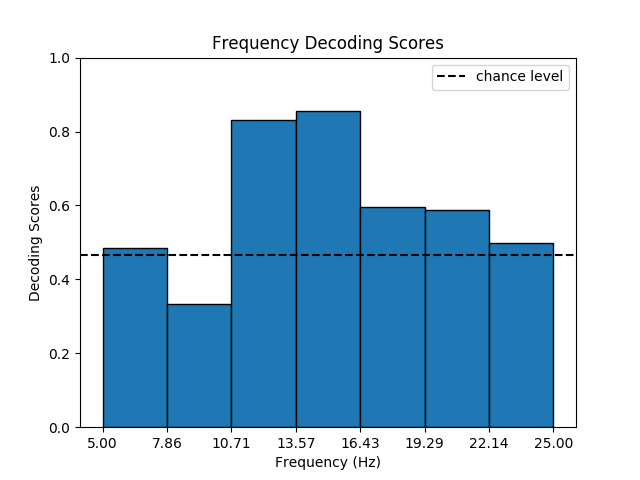 Frequency Decoding Scores
chance level
1.0
0.8
0.6
0.4
0.2
0.0
Decoding Scores
5.00 7.86 10.71 13.57 16.43 19.29 22.14 25.00
Frequency (Hz)